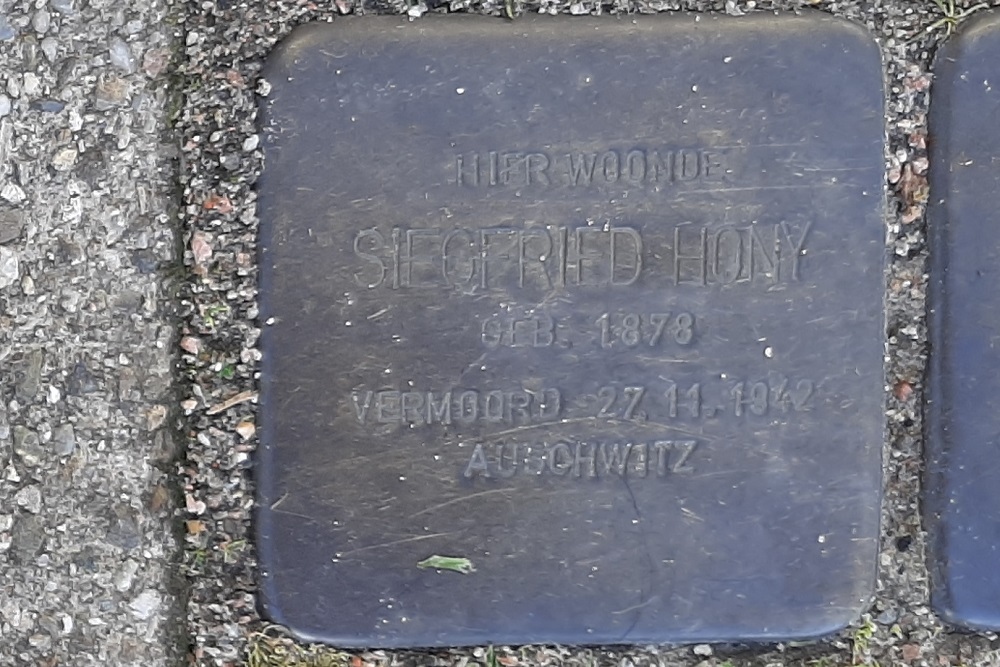 HIER WOONDE
SIEGFRIED HONY
GEB. 1878
VERMOORD 27.11.1942
AUSCHWITZ